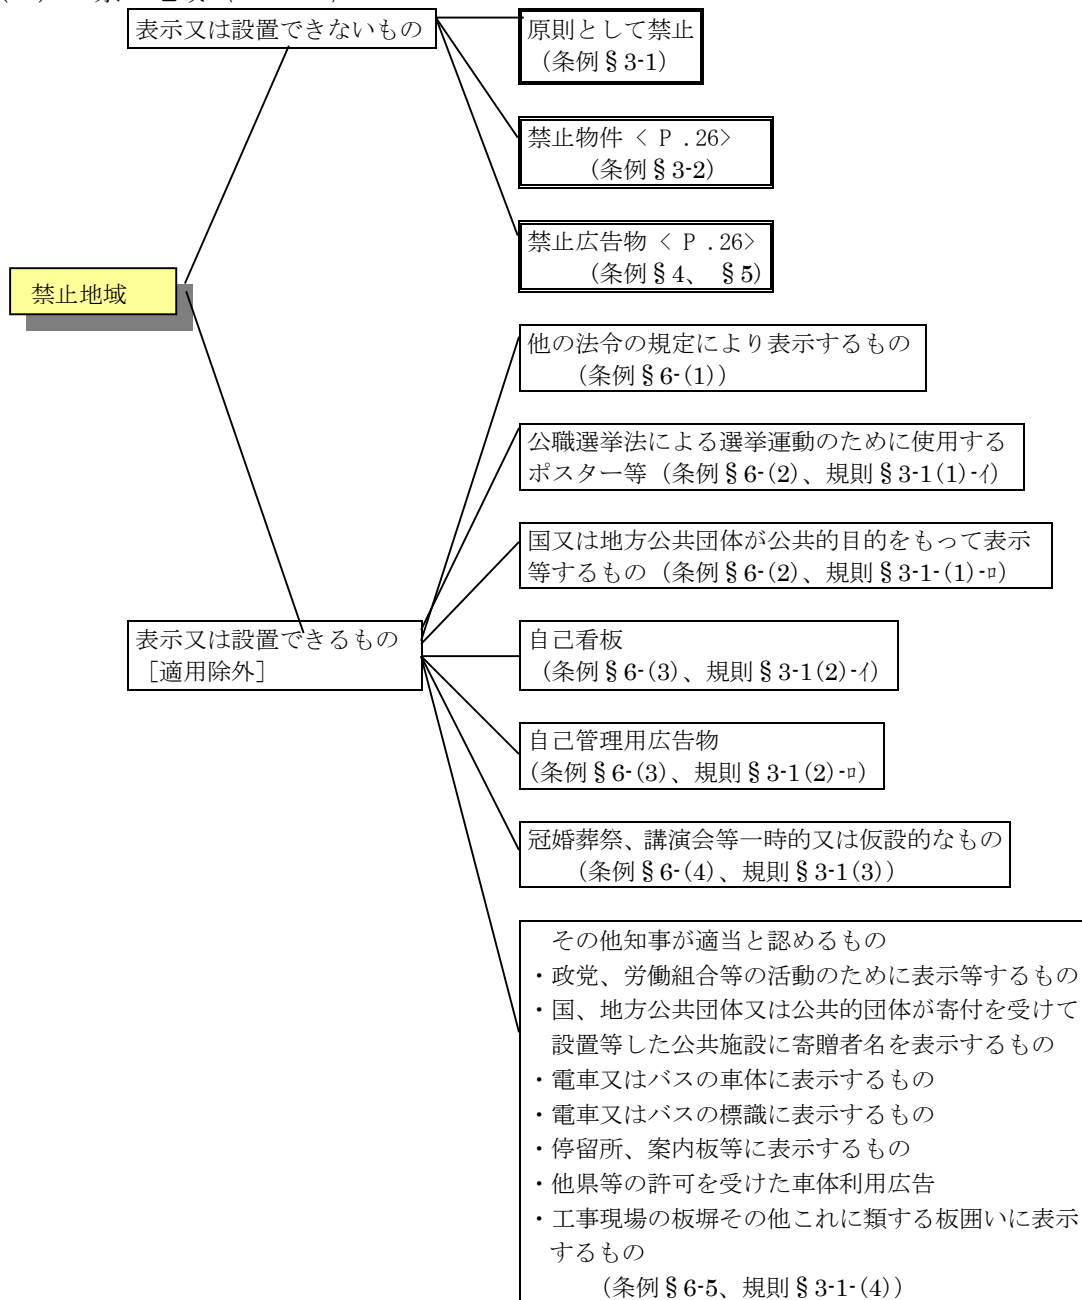 表示又は設置できないもの
原則として禁止
(条例§3-1)
禁止物件 < P .26>
(条例§3-2)
禁止広告物 < P .26>
(条例§4、 §5)
禁止地域
他の法令の規定により表示するもの
(条例§6-(1))
公職選挙法による選挙運動のために使用する
ポスター等 (条例§6-(2)、規則§3-1(1)-ｲ)
国又は地方公共団体が公共的目的をもって表示
等するもの (条例§6-(2)、規則§3-1-(1)-ﾛ)
表示又は設置できるもの
[適用除外]
自己看板
(条例§6-(3)、規則§3-1(2)-ｲ)
自己管理用広告物
(条例§6-(3)、規則§3-1(2)-ﾛ)
冠婚葬祭、講演会等一時的又は仮設的なもの
(条例§6-(4)、規則§3-1(3))
その他知事が適当と認めるもの
・政党、労働組合等の活動のために表示等するもの
・国、地方公共団体又は公共的団体が寄付を受けて
設置等した公共施設に寄贈者名を表示するもの
・電車又はバスの車体に表示するもの
・電車又はバスの標識に表示するもの
・停留所、案内板等に表示するもの
・他県等の許可を受けた車体利用広告
・工事現場の板塀その他これに類する板囲いに表示
するもの
(条例§6-5、規則§3-1-(4))